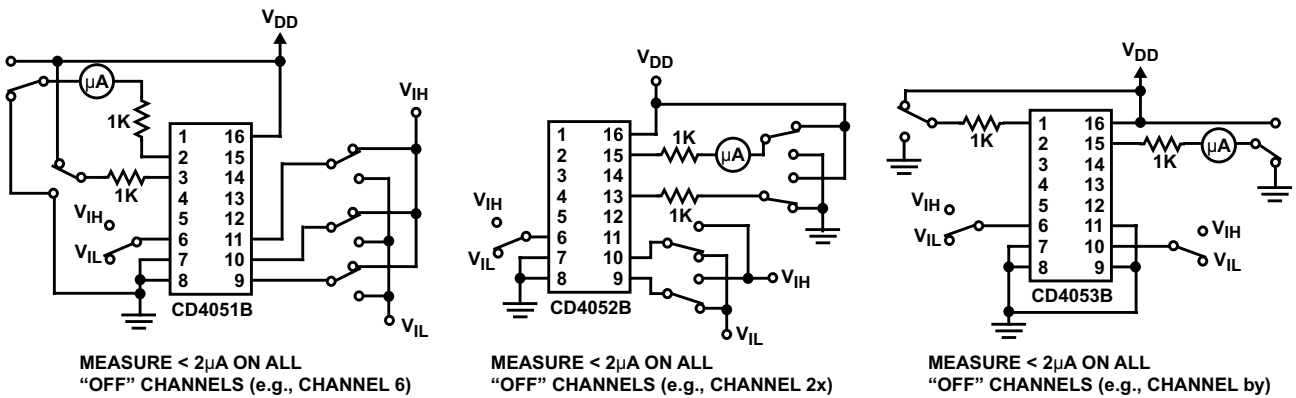 VDD
µA
1K
1K
VIH
VIL
1 16
2 15
3 14
4 13
5 12
6 11
7 10
8 9
CD4051B
VIH
VIL
MEASURE < 2µA ON ALL
“OFF” CHANNELS (e.g., CHANNEL 6)
VDD
1K
µA
1K
VIH
VIL
1 16
2 15
3 14
4 13
5 12
6 11
7 10
8 9
CD4052B
VIH
VIL
MEASURE < 2µA ON ALL
“OFF” CHANNELS (e.g., CHANNEL 2x)
VDD
1K
1K
µA
VIH
VIL
1 16
2 15
3 14
4 13
5 12
6 11
7 10
8 9
CD4053B
VIH
VIL
MEASURE < 2µA ON ALL
“OFF” CHANNELS (e.g., CHANNEL by)